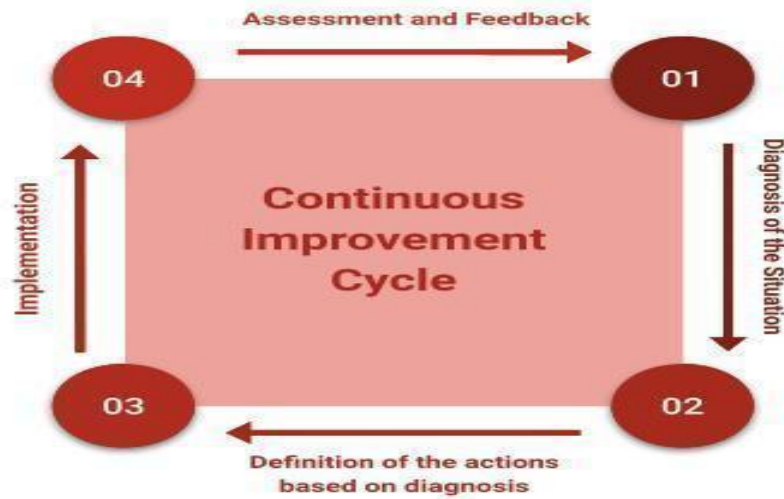 Assessment and Feedback
04
01
Continuous
Improvement
Cycle
Implementation
Diagnosis of the Situation
03
02
Definition of the actions
based on diagnosis